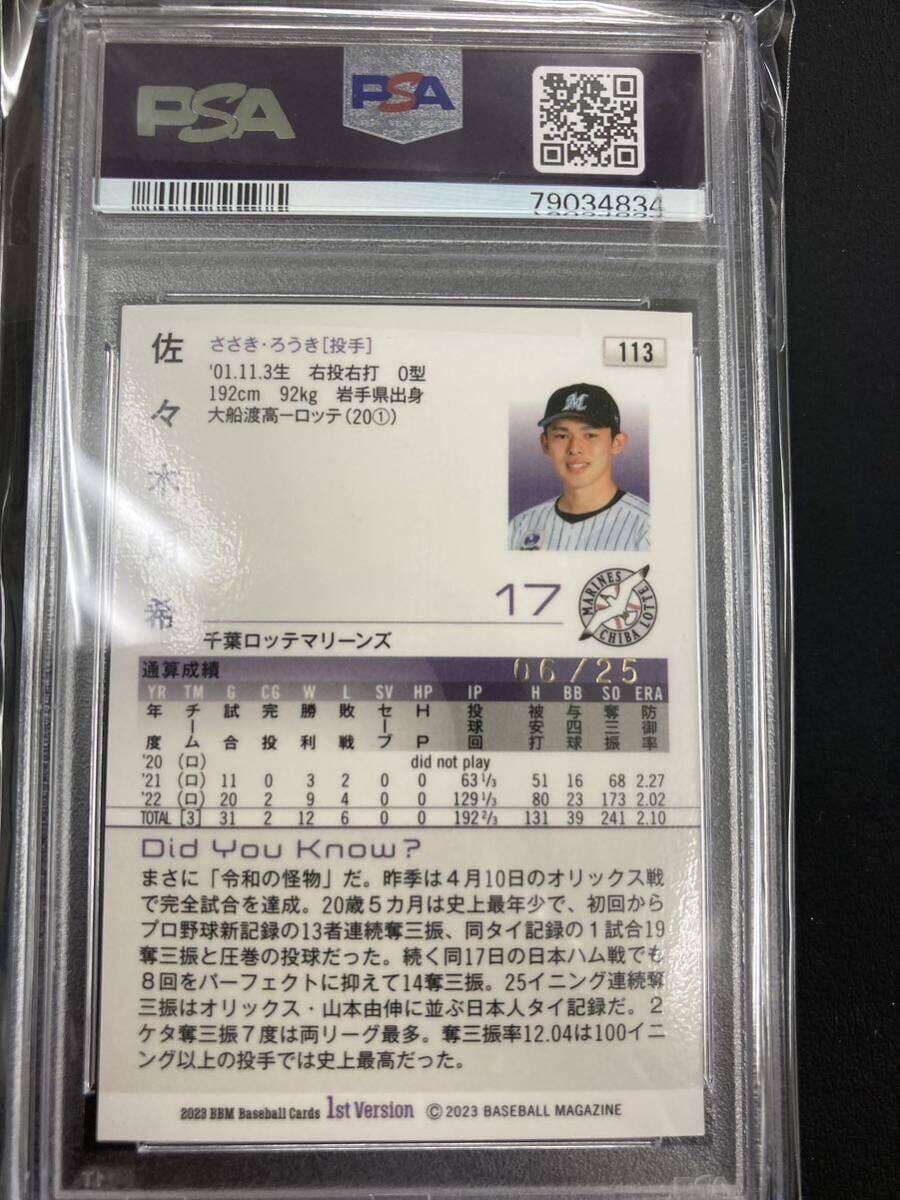 PSA
PSA
79034834
佐々木朗希
ささき・ろうき[投手]
113
'01.11.3生 右投右打 O型
192cm 92kg 岩手県出身
大船渡高ーロッテ(20①)
M
17
MARINES
CHIBA LOTTE
千葉ロッテマリーンズ
通算成績
06/25
YR TM G CG W L SV HP IP H BB SO ERA
年度 チーム 試合 完投 勝利 敗戦 セーブ HP 投球回 被安打 与四球 奪三振 防御率
'20 (ロ) did not play
'21 (ロ) 11 0 3 2 0 0 63 1/3 51 16 68 2.27
'22 (ロ) 20 2 9 4 0 0 129 1/3 80 23 173 2.02
TOTAL [3] 31 2 12 6 0 0 192 2/3 131 39 241 2.10
Did You Know?
まさに「令和の怪物」だ。昨季は4月10日のオリックス戦
で完全試合を達成。20歳5カ月は史上最年少で、初回から
プロ野球新記録の13者連続奪三振、同タイ記録の1試合19
奪三振と圧巻の投球だった。続く同17日の日本ハム戦でも
8回をパーフェクトに抑えて14奪三振。25イニング連続奪
三振はオリックス・山本由伸に並ぶ日本人タイ記録だ。2
ケタ奪三振7度は両リーグ最多。奪三振率12.04は100イニ
ング以上の投手では史上最高だった。
2023 BBM Baseball Cards 1st Version ©2023 BASEBALL MAGAZINE